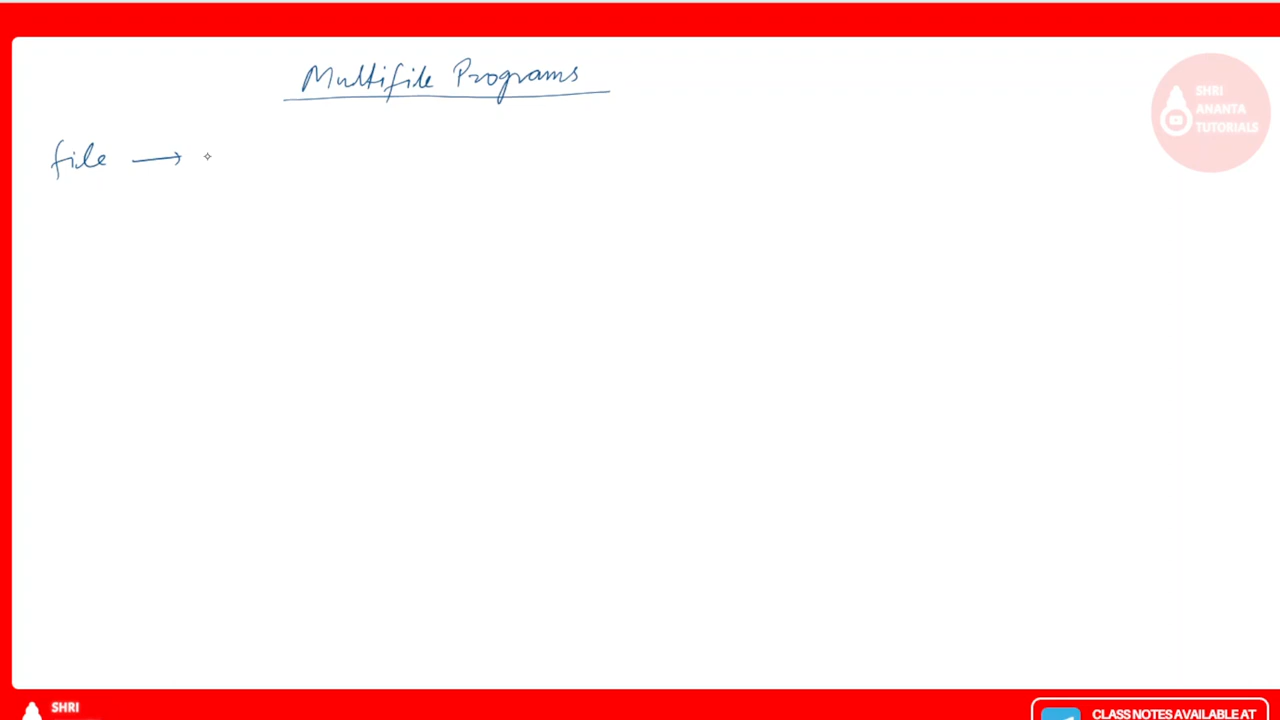 Multifile Programs
SHRI
ANANTA
TUTORIALS
file →
SHRI
CLASS NOTES AVAILABLE AT